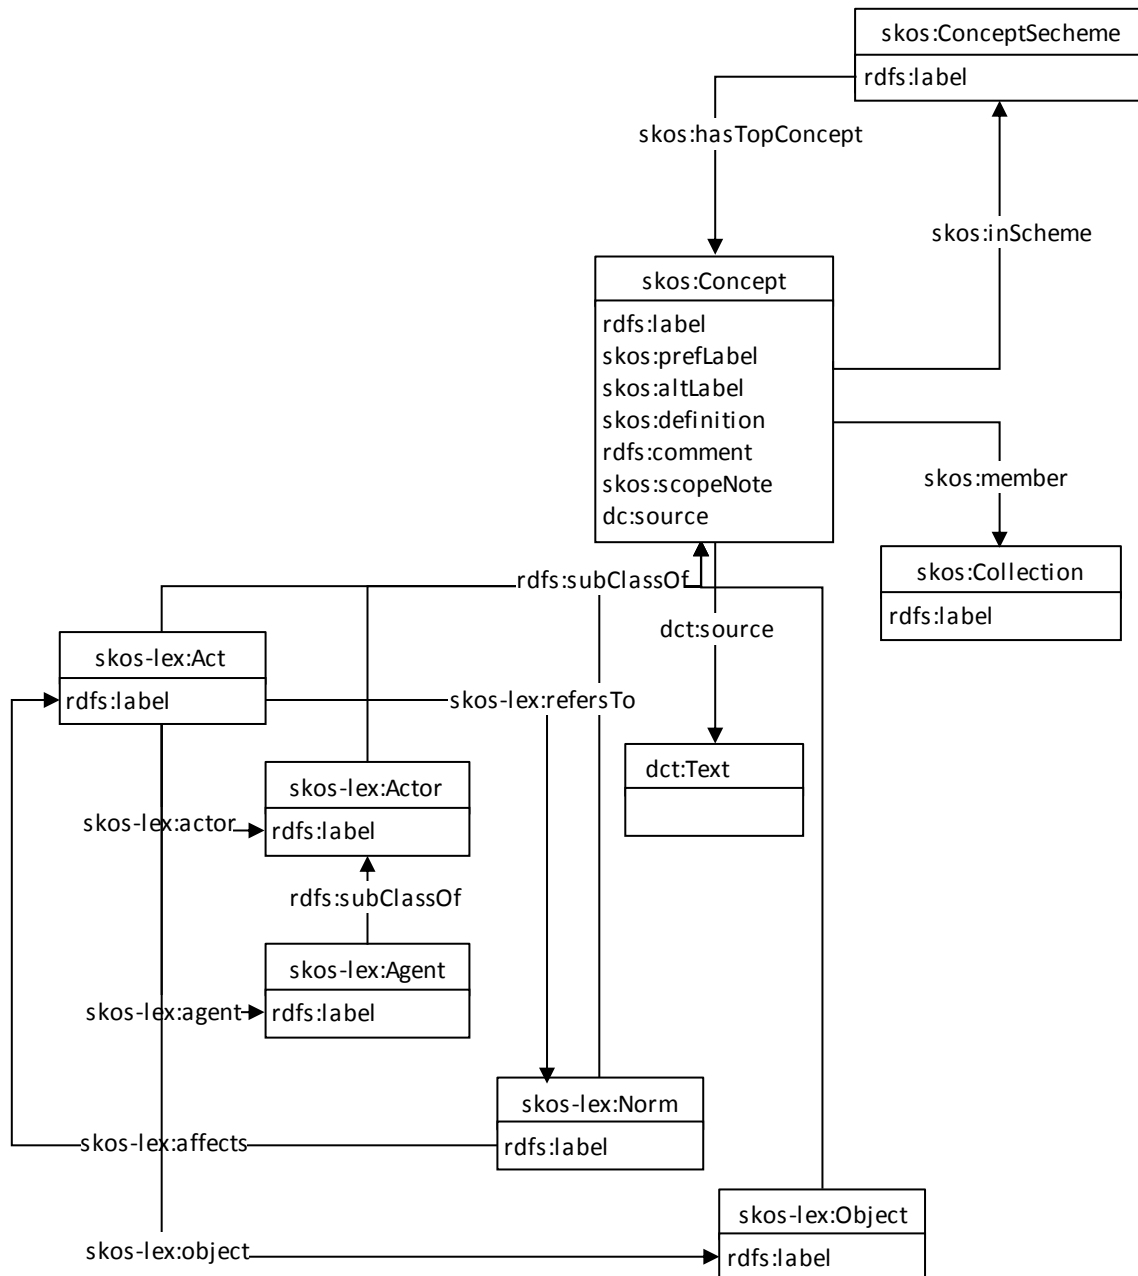 skos:ConceptSecheme
rdfs:label
skos:hasTopConcept
skos:inScheme
skos:Concept
rdfs:label
skos:prefLabel
skos:altLabel
skos:definition
rdfs:comment
skos:scopeNote
dc:source
skos:member
skos:Collection
rdfs:label
rdfs:subClassOf
dct:source
skos-lex:Act
rdfs:label
skos-lex:refersTo
dct:Text
skos-lex:Actor
rdfs:label
skos-lex:actor
rdfs:subClassOf
skos-lex:Agent
rdfs:label
skos-lex:agent
skos-lex:Norm
rdfs:label
skos-lex:affects
skos-lex:Object
rdfs:label
skos-lex:object